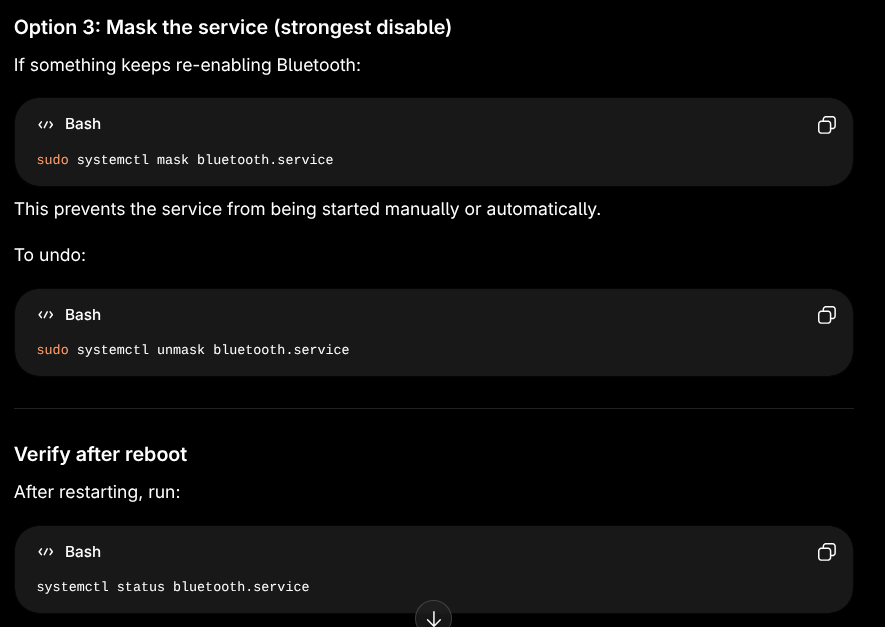 Option 3: Mask the service (strongest disable)
If something keeps re-enabling Bluetooth:
Bash
sudo systemctl mask bluetooth.service
This prevents the service from being started manually or automatically.
To undo:
Bash
sudo systemctl unmask bluetooth.service
Verify after reboot
After restarting, run:
Bash
systemctl status bluetooth.service